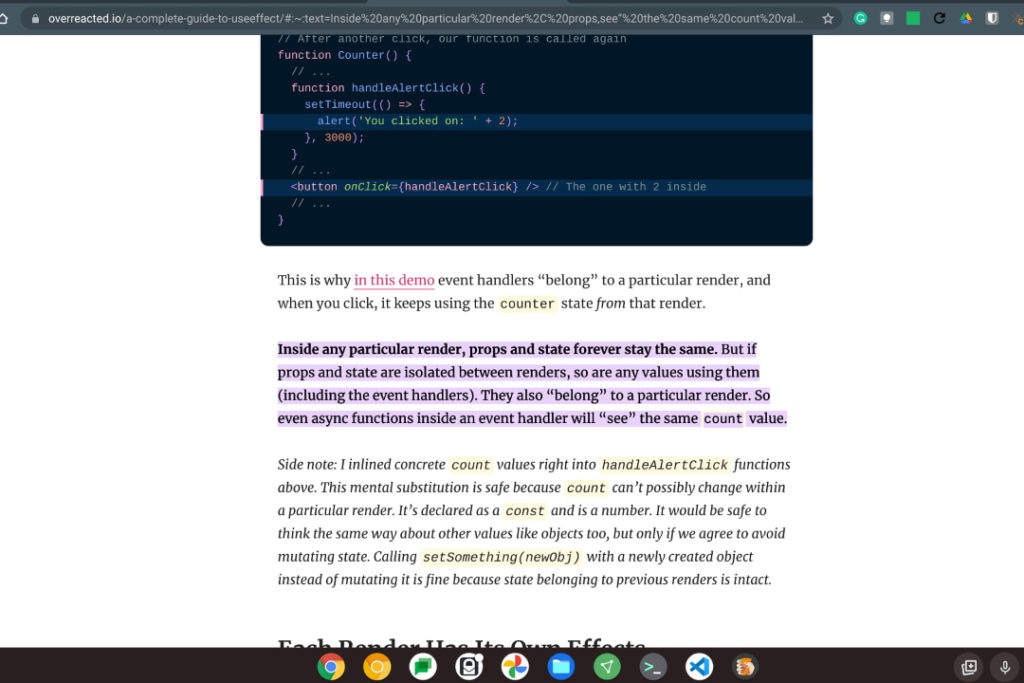 overreacted.io/a-complete-guide-to-useeffect/#:~:text=Inside%20any%20particular%20render%2C%20props,see”%20the%20same%20count%20val...
// After another click, our function is called again
function Counter() {
// ...
function handleAlertClick() {
setTimeout(() => {
alert('You clicked on: ' + 2);
}, 3000);
}
// ...
<button onClick={handleAlertClick} /> // The one with 2 inside
// ...
}
This is why in this demo event handlers “belong” to a particular render, and
when you click, it keeps using the counter state from that render.
Inside any particular render, props and state forever stay the same. But if
props and state are isolated between renders, so are any values using them
(including the event handlers). They also “belong” to a particular render. So
even async functions inside an event handler will “see” the same count value.
Side note: I inlined concrete count values right into handleAlertClick functions
above. This mental substitution is safe because count can’t possibly change within
a particular render. It’s declared as a const and is a number. It would be safe to
think the same way about other values like objects too, but only if we agree to avoid
mutating state. Calling setSomething(newObj) with a newly created object
instead of mutating it is fine because state belonging to previous renders is intact.
Each Render Has Its Own Effects